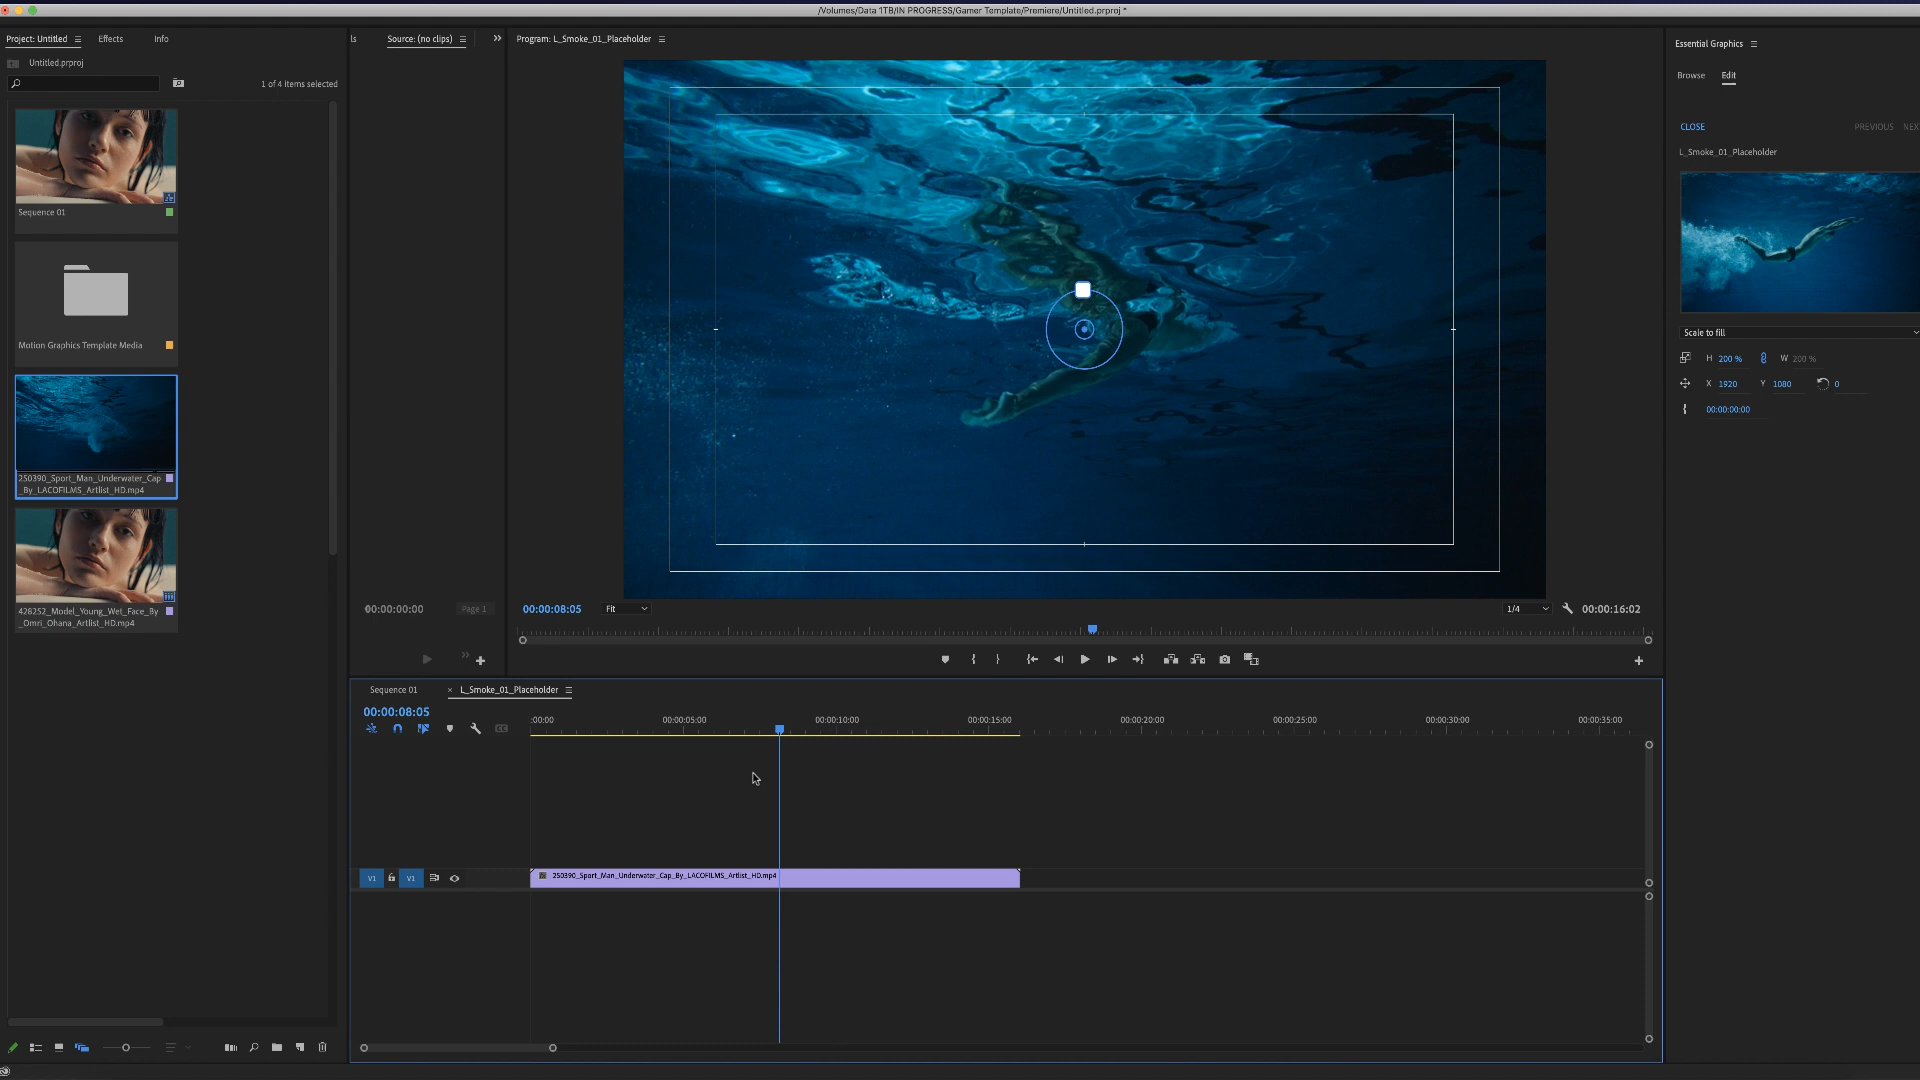 /Volumes/Data 1TB/IN PROGRESS/Gamer Template/Premiere/Untitled.prproj *
Project: Untitled
Effects
Info
ls
Source: (no clips)
Program: L_Smoke_01_Placeholder
Essential Graphics
Untitled.prproj
Browse
Edit
1 of 4 items selected
CLOSE
PREVIOUS
NEX
L_Smoke_01_Placeholder
Sequence 01
Motion Graphics Template Media
Scale to fill
H 200 %
W 200 %
X 1920
Y 1080
0
00:00:00:00
250390_Sport_Man_Underwater_Cap
_By_LACOFILMS_Artlist_HD.mp4
428252_Model_Young_Wet_Face_By
_Omri_Ohana_Artlist_HD.mp4
00:00:00:00
Page 1
00:00:08:05
Fit
1/4
00:00:16:02
Sequence 01
× L_Smoke_01_Placeholder
00:00:08:05
:00:00
00:00:05:00
00:00:10:00
00:00:15:00
00:00:20:00
00:00:25:00
00:00:30:00
00:00:35:00
V1
V1
250390_Sport_Man_Underwater_Cap_By_LACOFILMS_Artlist_HD.mp4